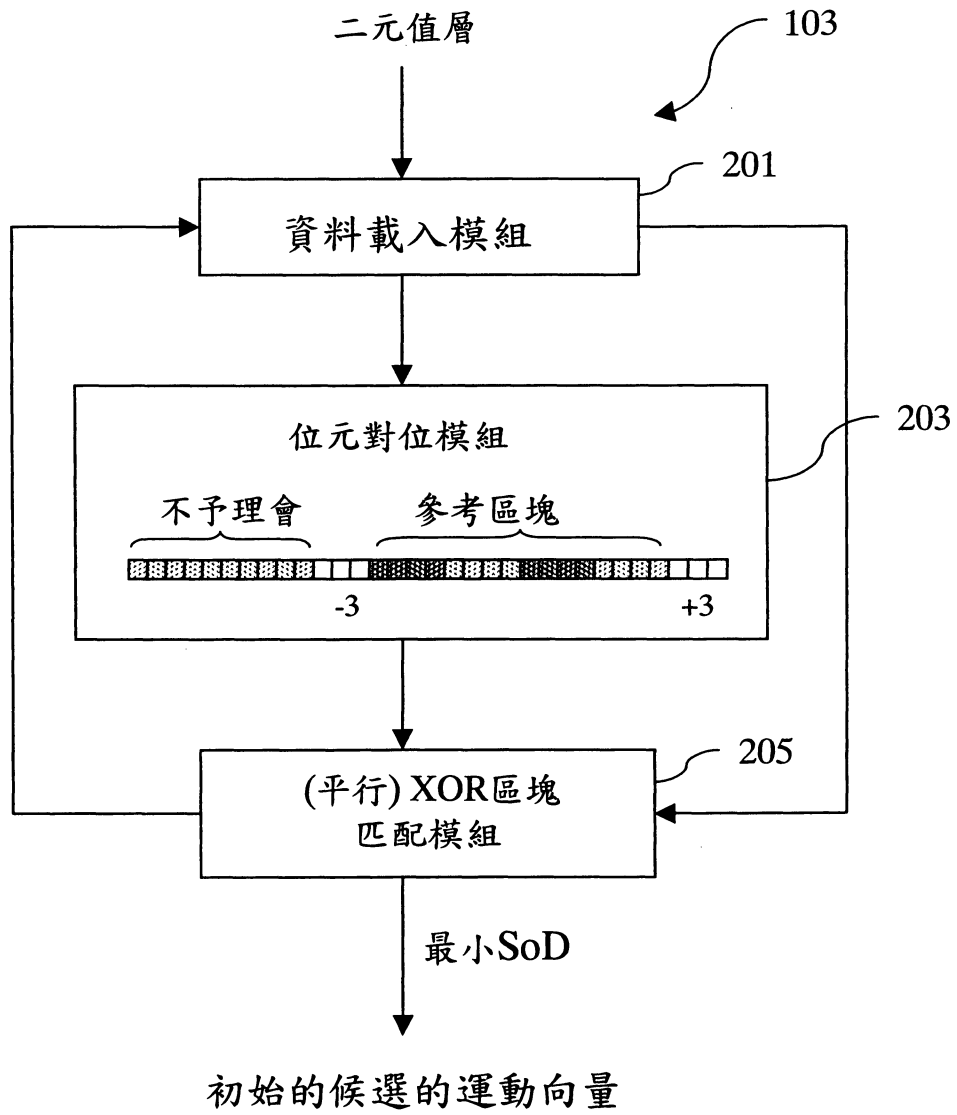 二元值層
103
201
資料載入模組
203
位元對位模組
不予理會
參考區塊
-3
+3
205
(平行) XOR區塊
匹配模組
最小SoD
初始的候選的運動向量